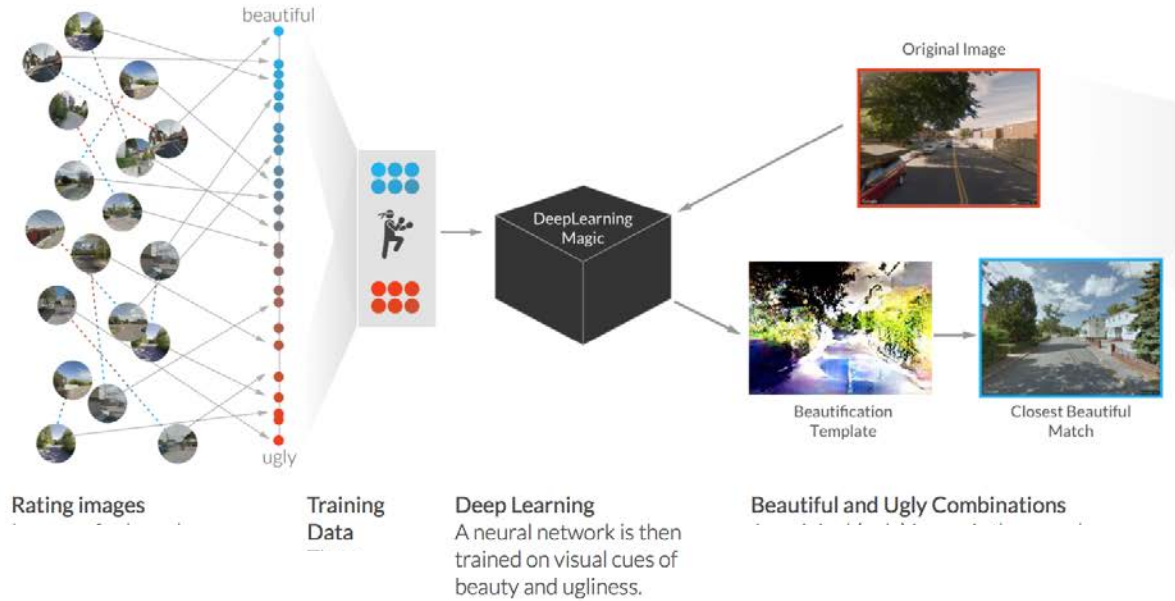 beautiful
ugly
DeepLearning
Magic
Original Image
Google
Beautification
Template
Closest Beautiful
Match
Rating images
Training
Data
Deep Learning
A neural network is then
trained on visual cues of
beauty and ugliness.
Beautiful and Ugly Combinations